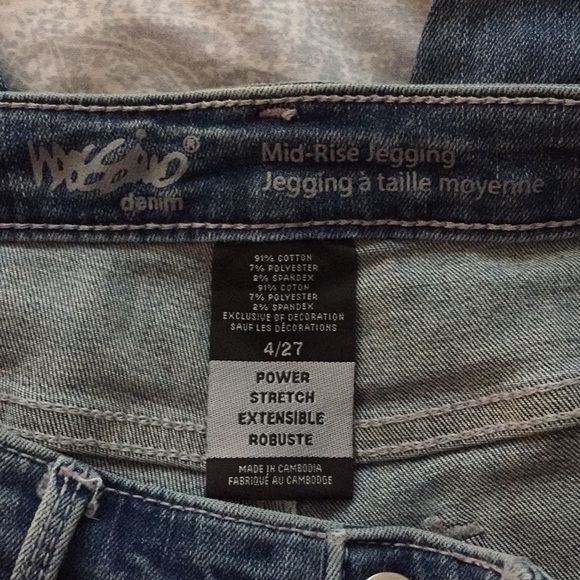 Mossimo®
denim
Mid-Rise Jegging
Jegging à taille moyenne
91% COTTON
7% POLYESTER
2% SPANDEX
91% COTON
7% POLYESTER
2% SPANDEX
EXCLUSIVE OF DECORATION
SAUF LES DÉCORATIONS
4/27
POWER
STRETCH
EXTENSIBLE
ROBUSTE
MADE IN CAMBODIA
FABRIQUÉ AU CAMBODGE